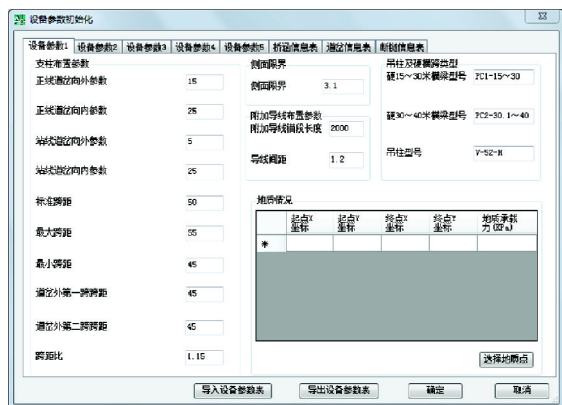 设备参数初始化
设备参数1 设备参数2 设备参数3 设备参数4 设备参数5 桥涵信息表 道岔信息表 断面信息表
支柱布置参数
正线道岔向外参数 15
正线道岔向内参数 25
站线道岔向外参数 5
站线道岔向内参数 25
标准跨距 50
最大跨距 55
最小跨距 45
道岔外第一跨跨距 45
道岔外第二跨跨距 45
跨距比 1.15
侧面限界
侧面限界 3.1
附加导线布置参数
附加导线锚段长度 2000
导线间距 1.2
吊柱及硬横跨类型
硬15~30米横梁型号 PC1-15~30
硬30~40米横梁型号 PC2-30.1~40
吊柱型号
地质情况
起点X坐标 起点Y坐标 终点X坐标 终点Y坐标 地质承载力(KPa)
*
选择地质点
导入设备参数表 导出设备参数表 确定 取消